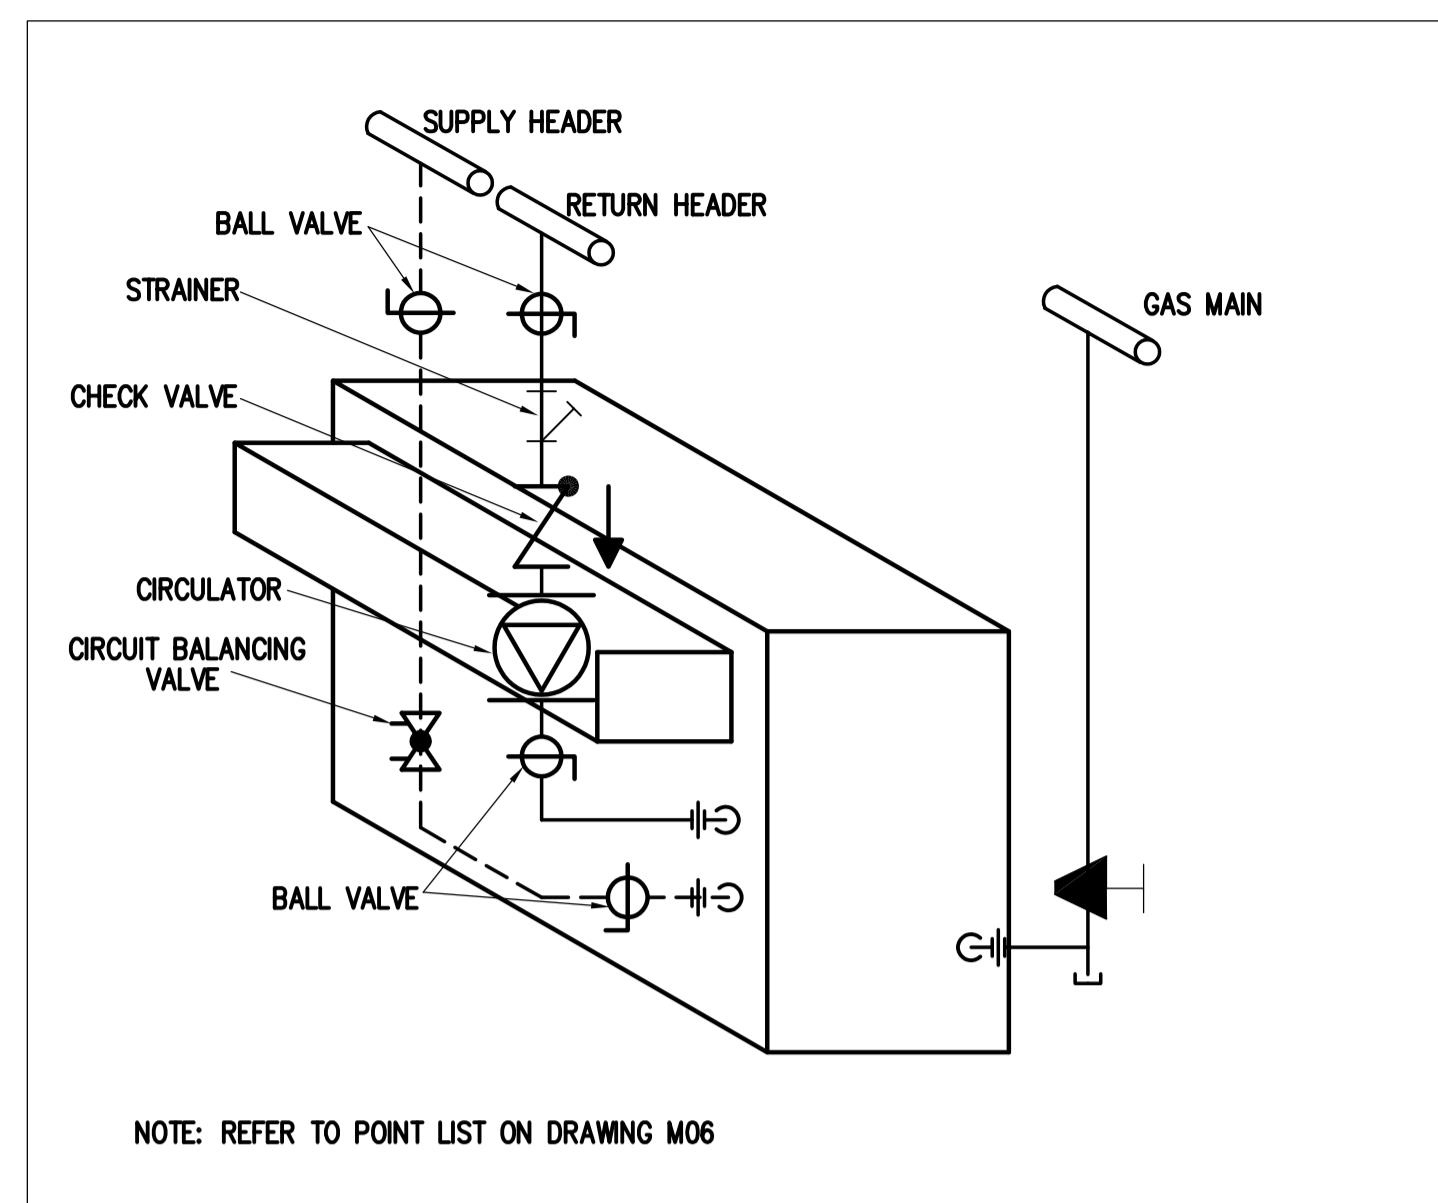 SUPPLY HEADER
RETURN HEADER
BALL VALVE
STRAINER
GAS MAIN
CHECK VALVE
CIRCULATOR
CIRCUIT BALANCING
VALVE
BALL VALVE
NOTE: REFER TO POINT LIST ON DRAWING M06